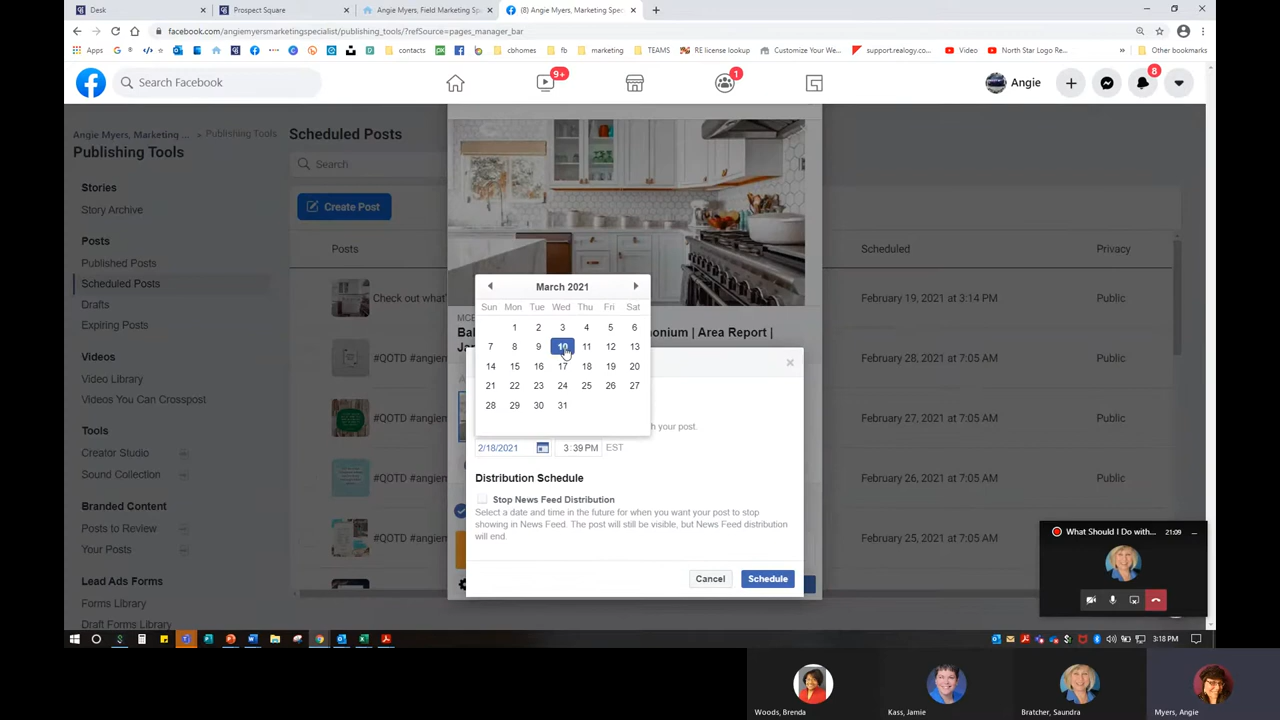 Desk
Prospect Square
Angie Myers, Field Marketing Sp
(8) Angie Myers, Marketing Spec
facebook.com/angiemyersmarketingspecialist/publishing_tools/?refSource=pages_manager_bar
Apps
contacts
cbhomes
fb
marketing
TEAMS
RE license lookup
Customize Your We...
support.realogy.co...
Video
North Star Logo Re...
Other bookmarks
Search Facebook
9+
1
Angie
8
Angie Myers, Marketing ... > Publishing Tools
Publishing Tools
Stories
Story Archive
Posts
Published Posts
Scheduled Posts
Drafts
Expiring Posts
Videos
Video Library
Videos You Can Crosspost
Tools
Creator Studio
Sound Collection
Branded Content
Posts to Review
Your Posts
Lead Ads Forms
Forms Library
Draft Forms Library
Scheduled Posts
Search
Create Post
Posts
Scheduled
Privacy
Check out what'
February 19, 2021 at 3:14 PM
Public
#QOTD #angien
February 28, 2021 at 7:05 AM
Public
#QOTD #angien
February 27, 2021 at 7:05 AM
Public
#QOTD #angien
February 26, 2021 at 7:05 AM
Public
#QOTD #angien
February 25, 2021 at 7:05 AM
Public
monium | Area Report |
March 2021
Sun Mon Tue Wed Thu Fri Sat
1 2 3 4 5 6
7 8 9 10 11 12 13
14 15 16 17 18 19 20
21 22 23 24 25 26 27
28 29 30 31
h your post.
2/18/2021
3:39 PM
EST
Distribution Schedule
Stop News Feed Distribution
Select a date and time in the future for when you want your post to stop
showing in News Feed. The post will still be visible, but News Feed distribution
will end.
Cancel
Schedule
What Should I Do with...
21:09
3:18 PM
Woods, Brenda
Kass, Jamie
Bratcher, Saundra
Myers, Angie